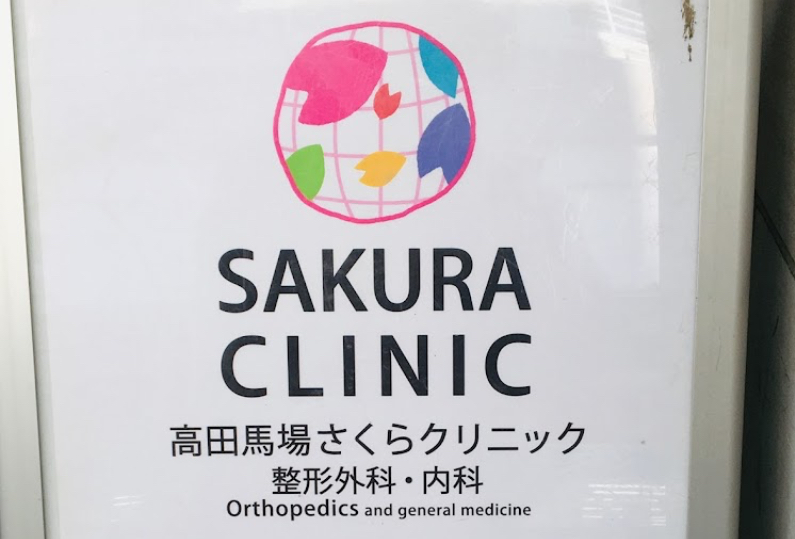 SAKURA
CLINIC
高田馬場さくらクリニック
整形外科・内科
Orthopedics and general medicine